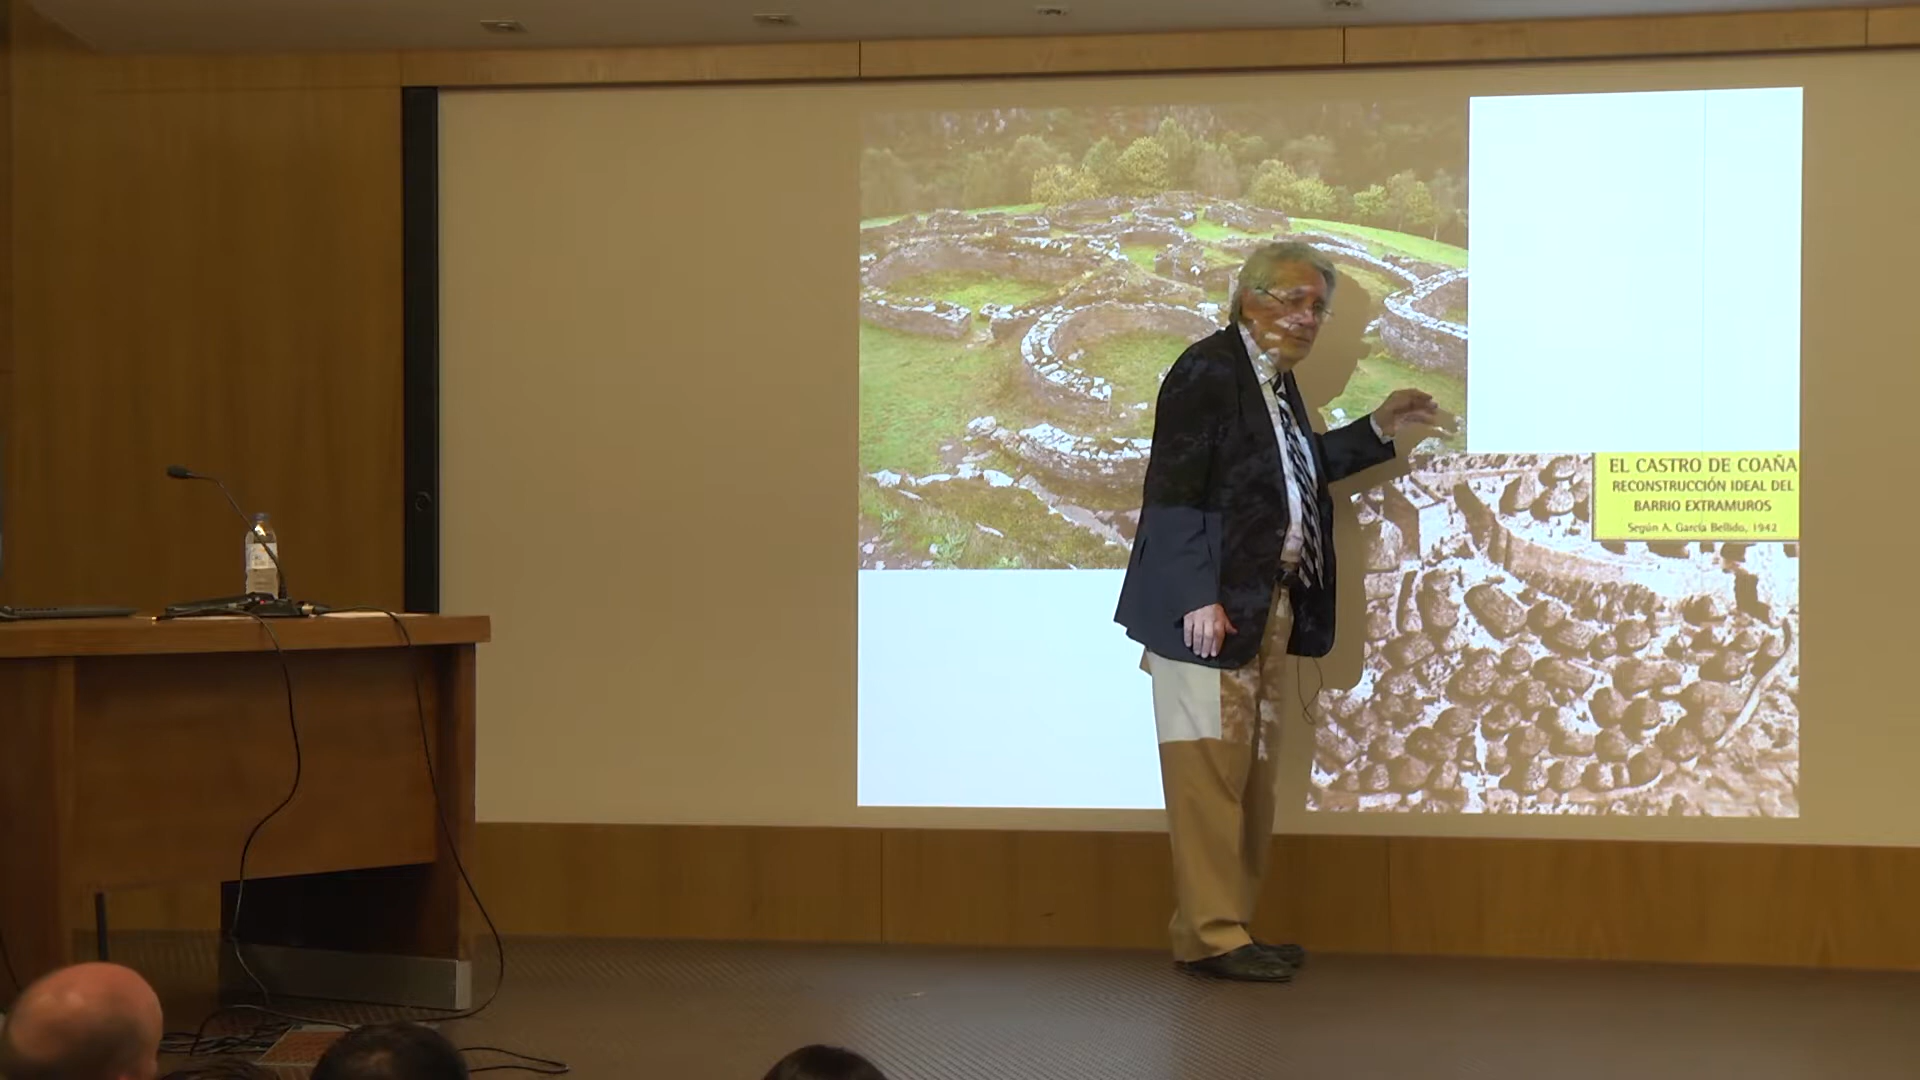 EL CASTRO DE COAÑA
RECONSTRUCCIÓN IDEAL DEL
BARRIO EXTRAMUROS
Según A. García Bellido, 1942